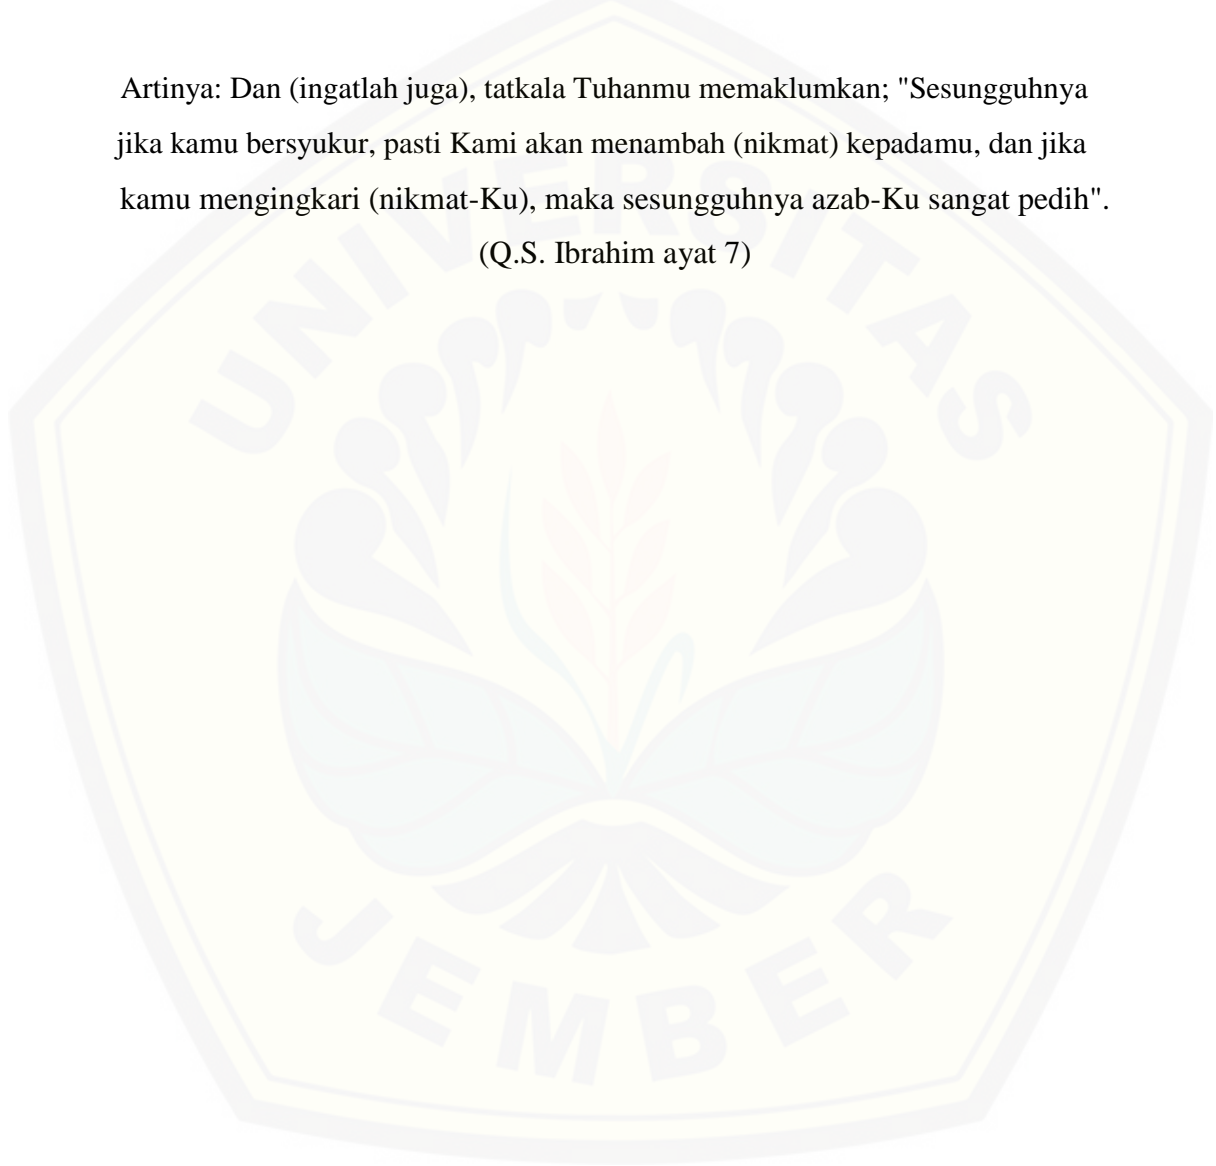 Artinya: Dan (ingatlah juga), tatkala Tuhanmu memaklumkan; "Sesungguhnya
jika kamu bersyukur, pasti Kami akan menambah (nikmat) kepadamu, dan jika
kamu mengingkari (nikmat-Ku), maka sesungguhnya azab-Ku sangat pedih".
(Q.S. Ibrahim ayat 7)
UNIVERSITAS
JEMBER